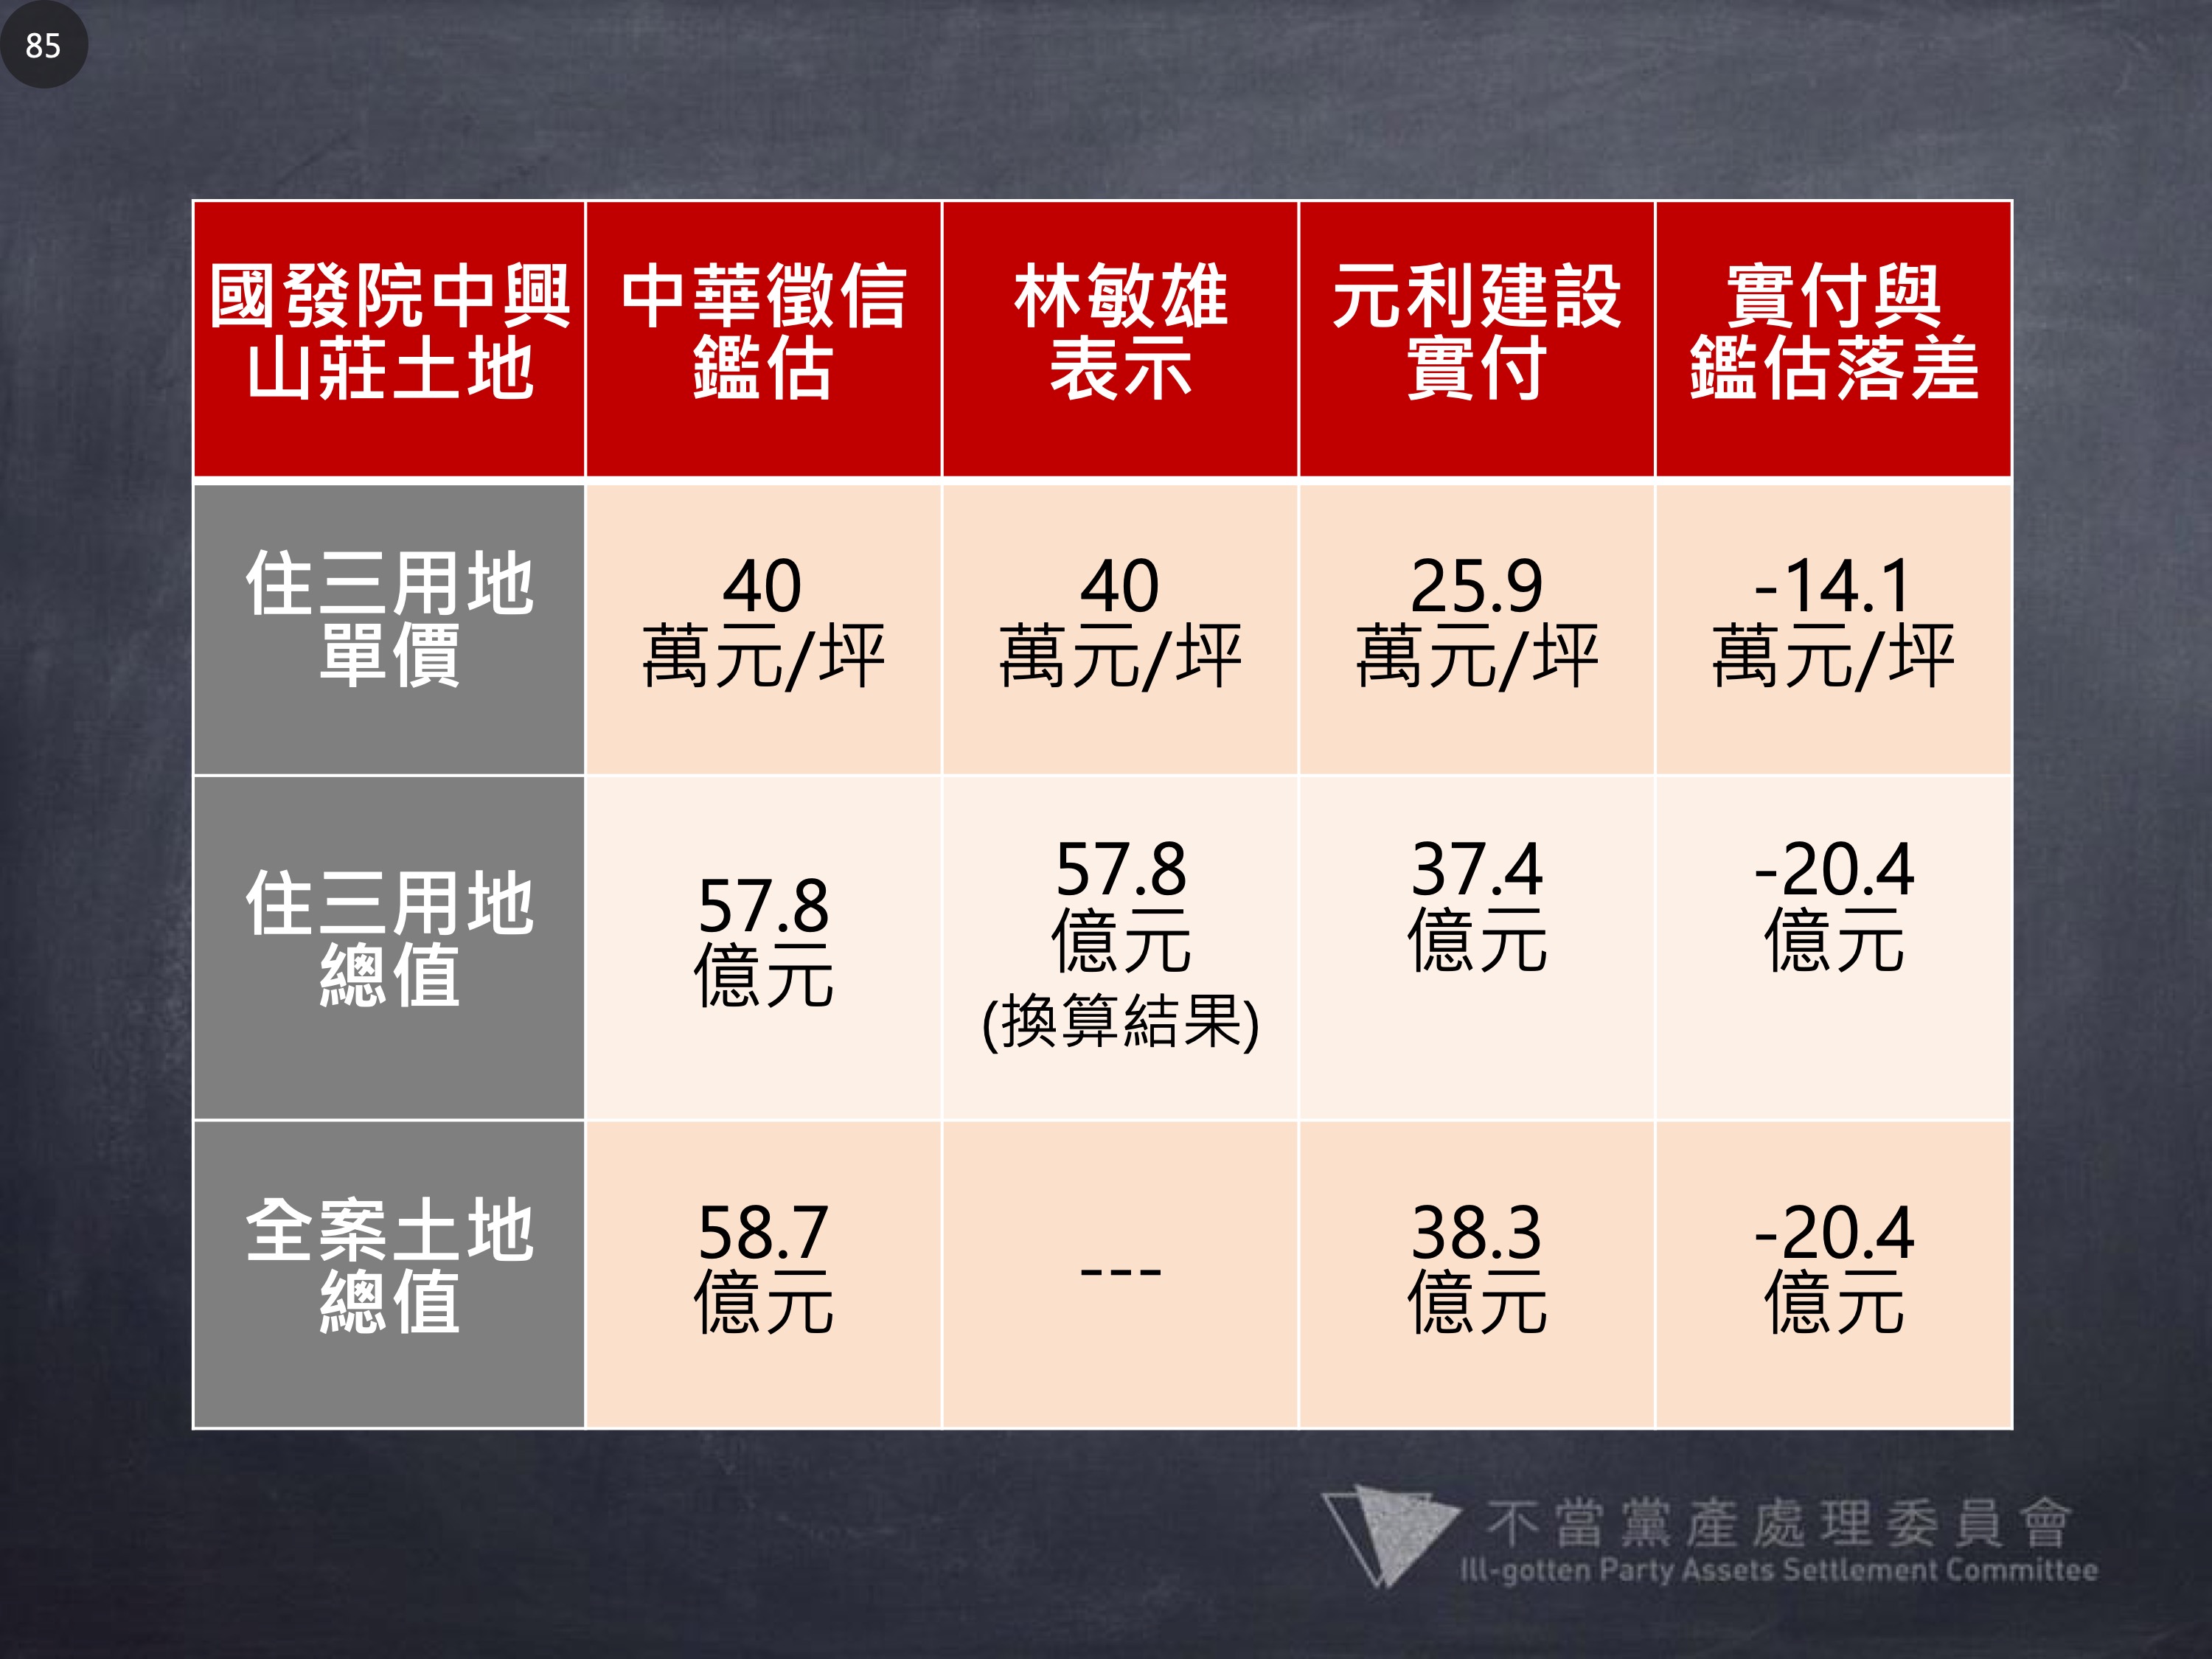 85
國發院中興
山莊土地
中華徵信
鑑估
林敏雄
表示
元利建設
實付
實付與
鑑估落差
住三用地
單價
40
萬元/坪
40
萬元/坪
25.9
萬元/坪
-14.1
萬元/坪
住三用地
總值
57.8
億元
57.8
億元
(換算結果)
37.4
億元
-20.4
億元
全案土地
總值
58.7
億元
---
38.3
億元
-20.4
億元
不當黨產處理委員會
Ill-gotten Party Assets Settlement Committee